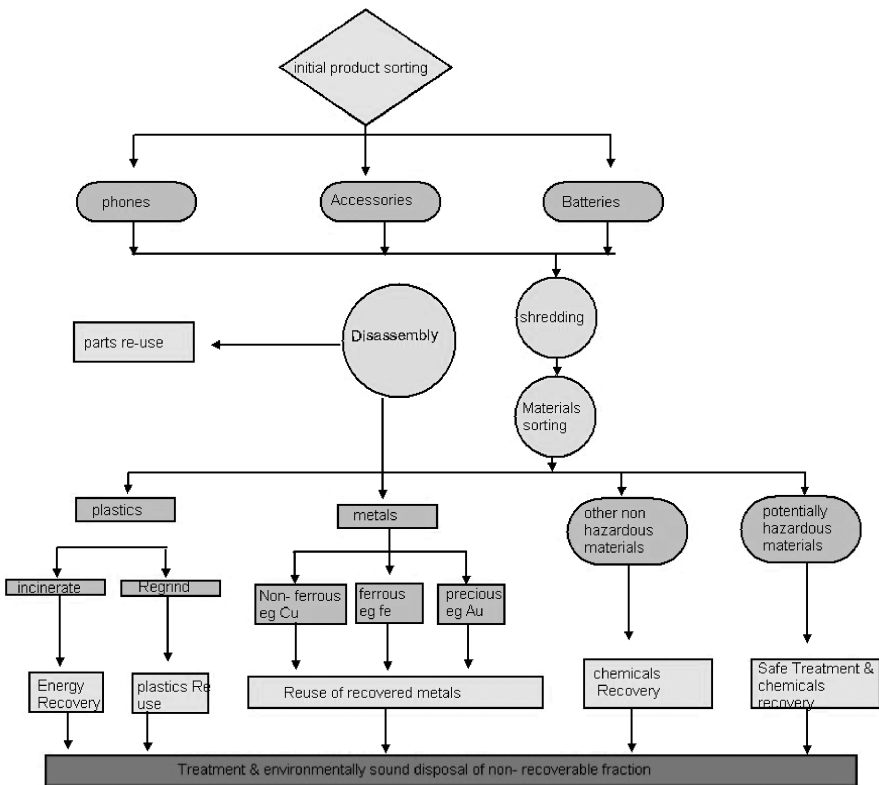 initial product sorting
phones
Accessories
Batteries
shredding
Disassembly
parts re-use
Materials
sorting
plastics
metals
other non
hazardous
materials
potentially
hazardous
materials
incinerate
Regrind
Non- ferrous
eg Cu
ferrous
eg fe
precious
eg Au
Energy
Recovery
plastics Re
use
Reuse of recovered metals
chemicals
Recovery
Safe Treatment &
chemicals
recovery
Treatment & environmentally sound disposal of non- recoverable fraction